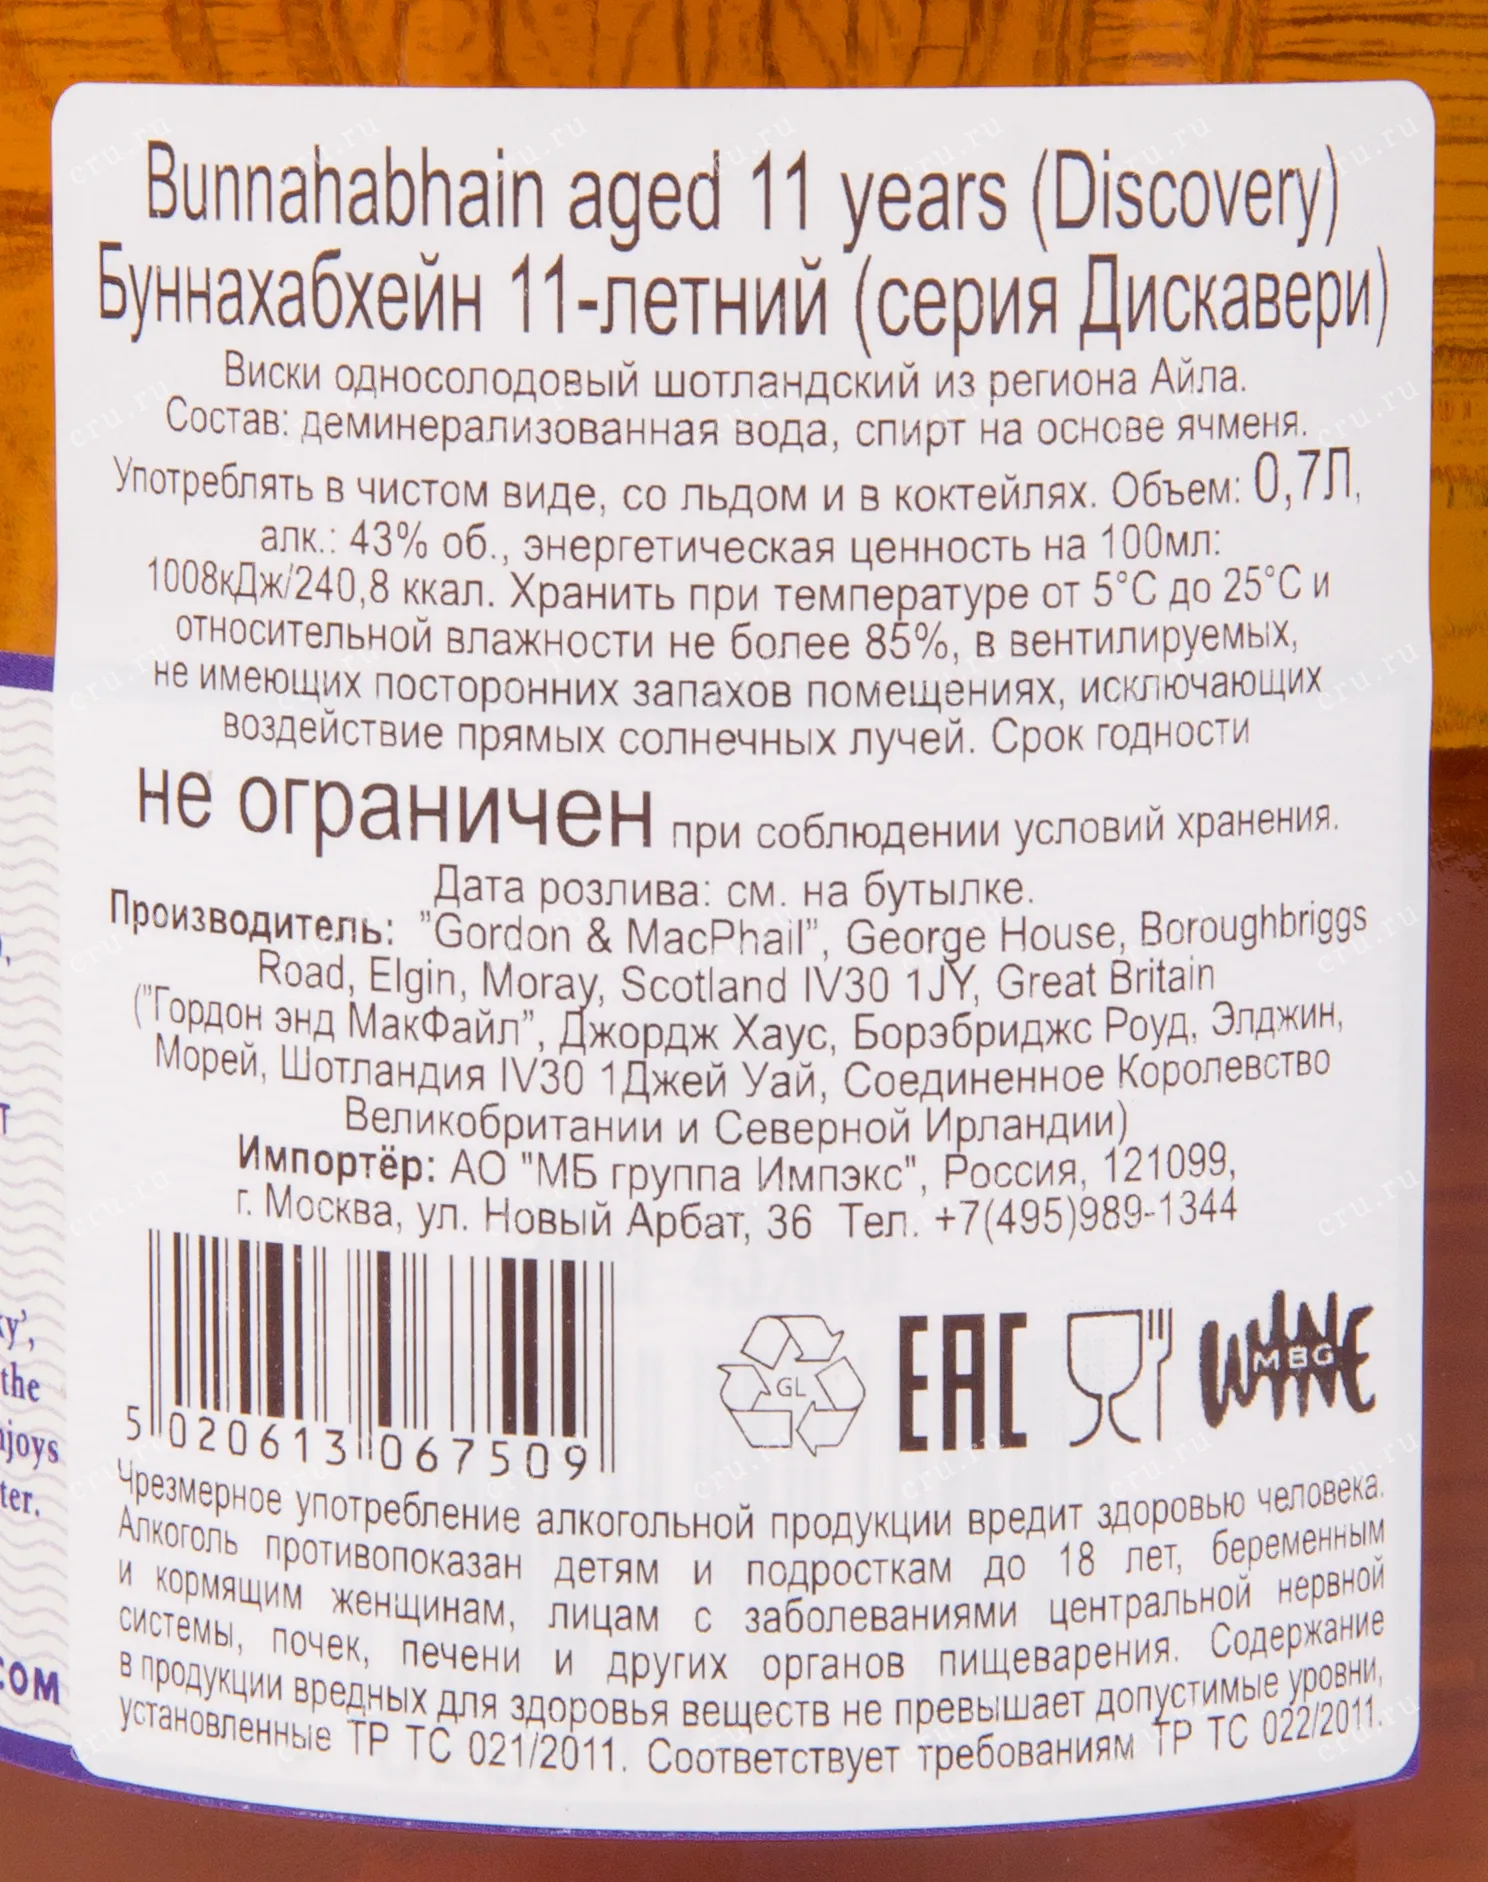 Bunnahabhain aged 11 years (Discovery)
Буннахабхейн 11-летний (серия Дискавери)
Виски односолодовый шотландский из региона Айла.
Состав: деминерализованная вода, спирт на основе ячменя.
Употреблять в чистом виде, со льдом и в коктейлях. Объем: 0,7Л,
алк.: 43% об., энергетическая ценность на 100мл:
1008кДж/240,8 ккал. Хранить при температуре от 5°С до 25°С и
относительной влажности не более 85%, в вентилируемых,
не имеющих посторонних запахов помещениях, исключающих
воздействие прямых солнечных лучей. Срок годности
не ограничен при соблюдении условий хранения.
Дата розлива: см. на бутылке.
Производитель: "Gordon & MacPhail", George House, Boroughbriggs
Road, Elgin, Moray, Scotland IV30 1JY, Great Britain
("Гордон энд МакФайл", Джордж Хаус, Борэбриджс Роуд, Элджин,
Морей, Шотландия IV30 1Джей Уай, Соединенное Королевство
Великобритании и Северной Ирландии)
Импортёр: АО "МБ группа Импэкс", Россия, 121099,
г. Москва, ул. Новый Арбат, 36 Тел. +7(495)989-1344
5 020613 067509
GL
EAC
WINE
MBG
Чрезмерное употребление алкогольной продукции вредит здоровью человека.
Алкоголь противопоказан детям и подросткам до 18 лет, беременным
и кормящим женщинам, лицам с заболеваниями центральной нервной
системы, почек, печени и других органов пищеварения. Содержание
в продукции вредных для здоровья веществ не превышает допустимые уровни,
установленные ТР ТС 021/2011. Соответствует требованиям ТР ТС 022/2011.
the
cru.ru